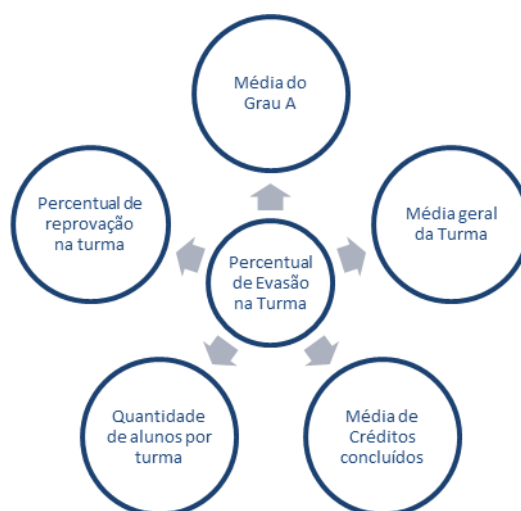 Média do
Grau A
Percentual de
reprovação
na turma
Média geral
da Turma
Percentual
de Evasão
na Turma
Quantidade
de alunos por
turma
Média de
Créditos
concluídos